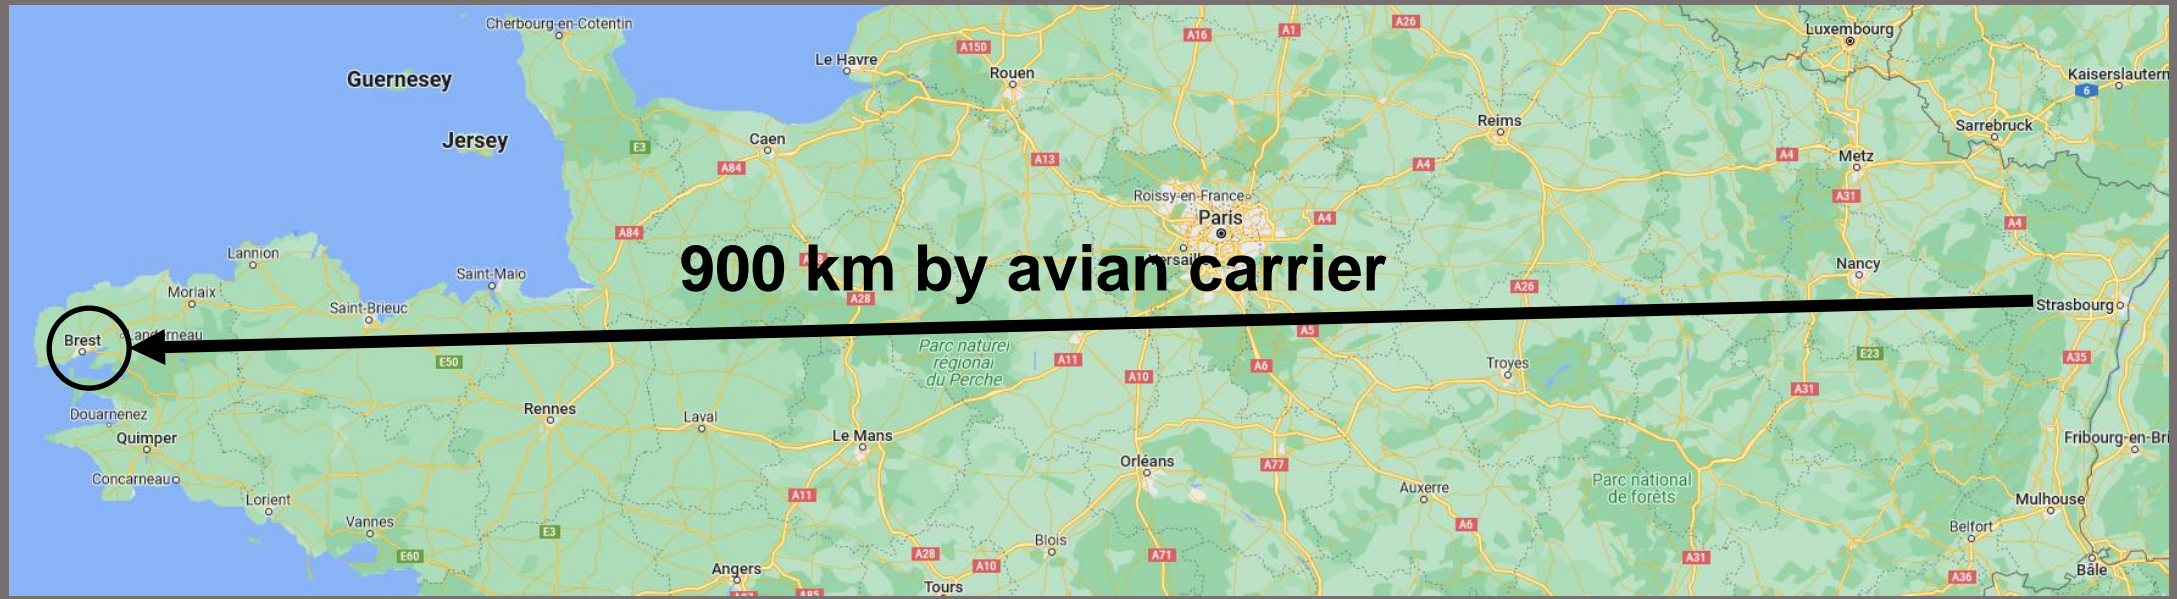 Cherbourg-en-Cotentin
Guernesey
Jersey
Le Havre
A150
Rouen
A16
A1
A26
Luxembourg
Kaiserslautern
6
Caen
E3
A84
A13
Reims
A4
A4
Metz
Sarrebruck
A31
Roissy-en-France
Paris
A4
A84
A4
Lannion
Saint-Malo
900 km by avian carrier
Nancy
Morlaix
Saint-Brieuc
A28
A26
Strasbourg
Brest
A5
E50
Parc naturel
régional
du Perche
A11
A10
A6
Troyes
E23
A35
A31
Douarnenez
Rennes
Laval
Le Mans
Quimper
Fribourg-en-Bri
Concarneau
Orléans
A77
Auxerre
Parc national
de forêts
Lorient
A11
Mulhouse
Vannes
E3
A6
Belfort
E60
Blois
A28
A10
A71
A31
Angers
Bâle
A36
Tours
A85